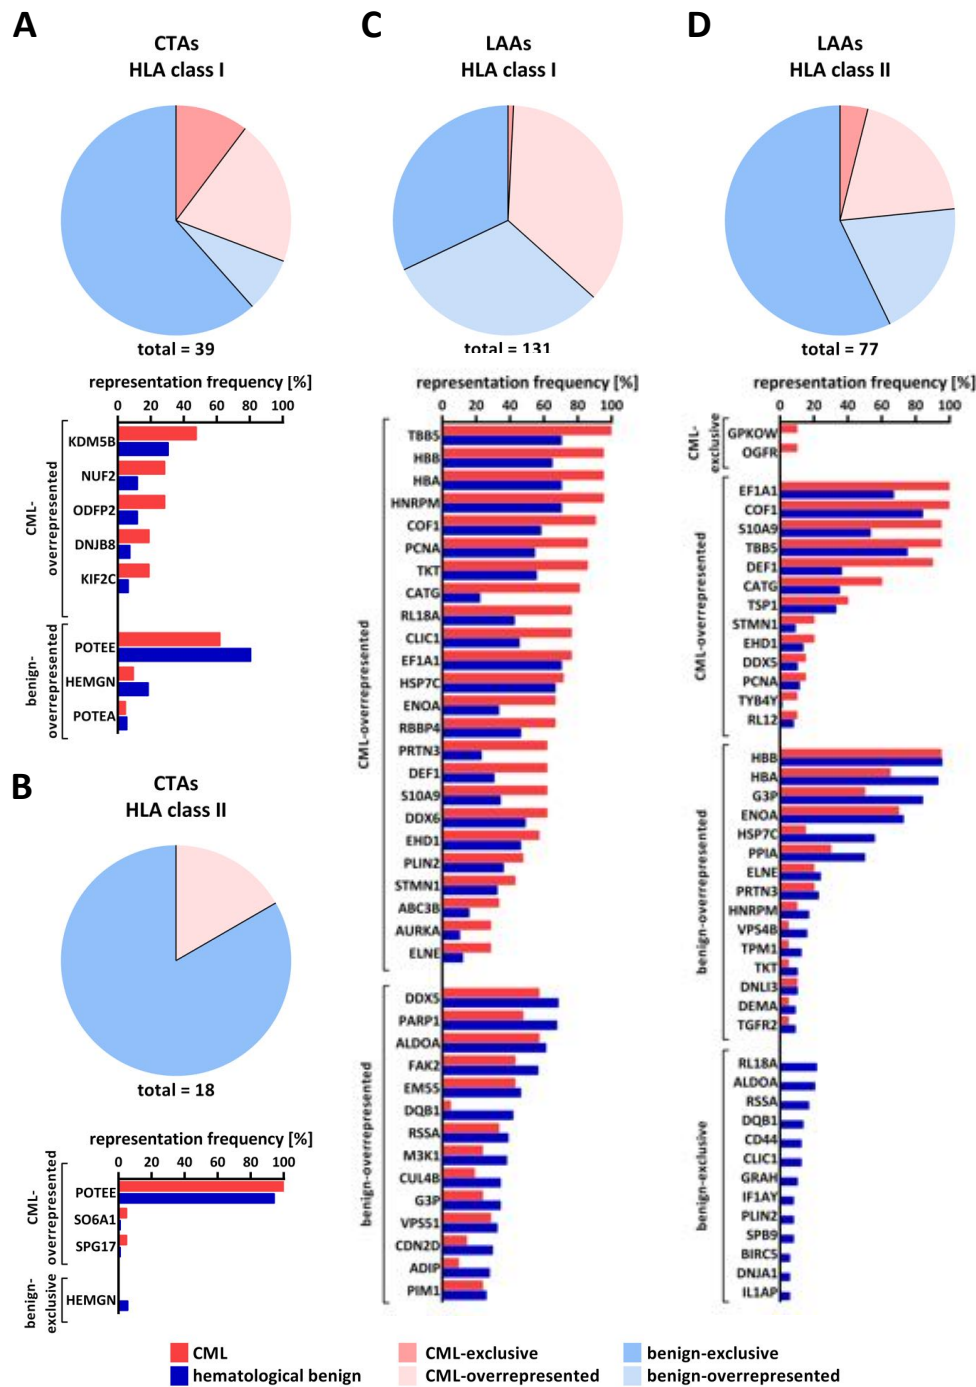 A
CTAs
HLA class I
total = 39
representation frequency [%]
0 20 40 60 80 100
CML-
overrepresented
KDM5B
NUF2
ODFP2
DNJB8
KIF2C
benign-
overrepresented
POTEE
HEMGN
POTEA
B
CTAs
HLA class II
total = 18
representation frequency [%]
0 20 40 60 80 100
CML-
overrepresented
POTEE
SO6A1
SPG17
benign-
exclusive
HEMGN
C
LAAs
HLA class I
total = 131
representation frequency [%]
0 20 40 60 80 100
CML-overrepresented
TBB5
HBB
HBA
HNRPM
COF1
PCNA
TKT
CATG
RL18A
CLIC1
EF1A1
HSP7C
ENOA
RBBP4
PRTN3
DEF1
S10A9
DDX6
EHD1
PLIN2
STMN1
ABC3B
AURKA
ELNE
benign-overrepresented
DDX5
PARP1
ALDOA
FAK2
EM55
DQB1
RSSA
M3K1
CUL4B
G3P
VPS51
CDN2D
ADIP
PIM1
D
LAAs
HLA class II
total = 77
representation frequency [%]
0 20 40 60 80 100
CML-
exclusive
GPKOW
OGFR
CML-overrepresented
EF1A1
COF1
S10A9
TBB5
DEF1
CATG
TSP1
STMN1
EHD1
DDX5
PCNA
TYB4Y
RL12
benign-overrepresented
HBB
HBA
G3P
ENOA
HSP7C
PPIA
ELNE
PRTN3
HNRPM
VPS4B
TPM1
TKT
DNLI3
DEMA
TGFR2
benign-exclusive
RL18A
ALDOA
RSSA
DQB1
CD44
CLIC1
GRAH
IF1AY
PLIN2
SPB9
BIRC5
DNJA1
IL1AP
CML
hematological benign
CML-exclusive
CML-overrepresented
benign-exclusive
benign-overrepresented